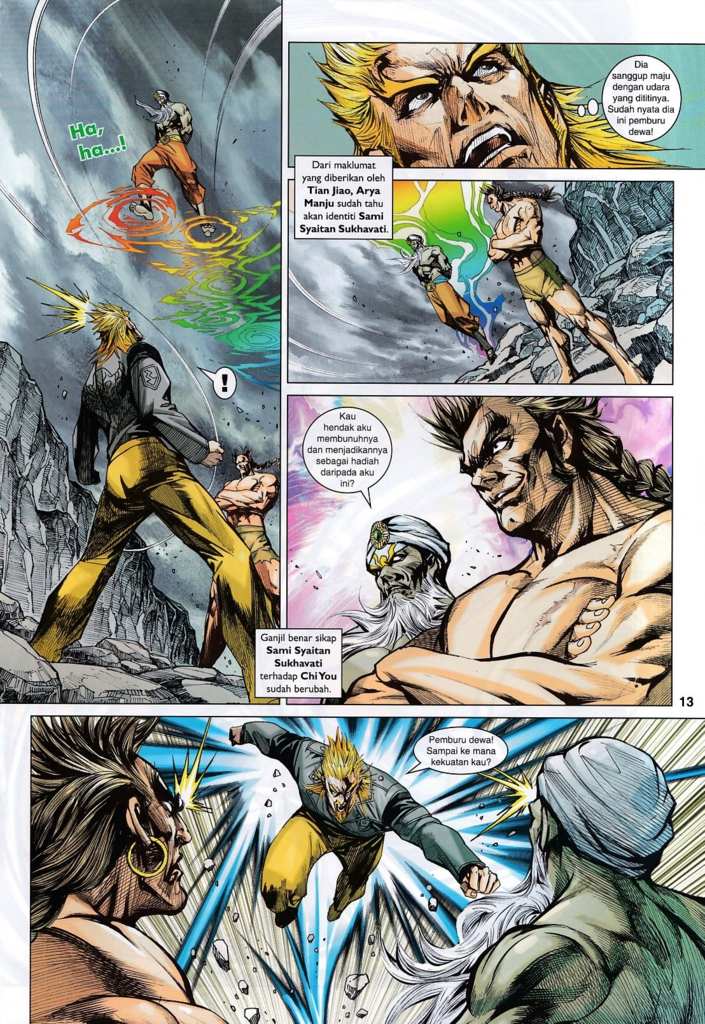 Ha,
ha...!
!
Dia
sanggup maju
dengan udara
yang dititinya.
Sudah nyata dia
ini pemburu
dewa!
Dari maklumat
yang diberikan oleh
Tian Jiao, Arya
Manju sudah tahu
akan identiti Sami
Syaitan Sukhavati.
Kau
hendak aku
membunuhnya
dan menjadikannya
sebagai hadiah
daripada aku
ini?
Ganjil benar sikap
Sami Syaitan
Sukhavati
terhadap Chi You
sudah berubah.
13
Pemburu dewa!
Sampai ke mana
kekuatan kau?